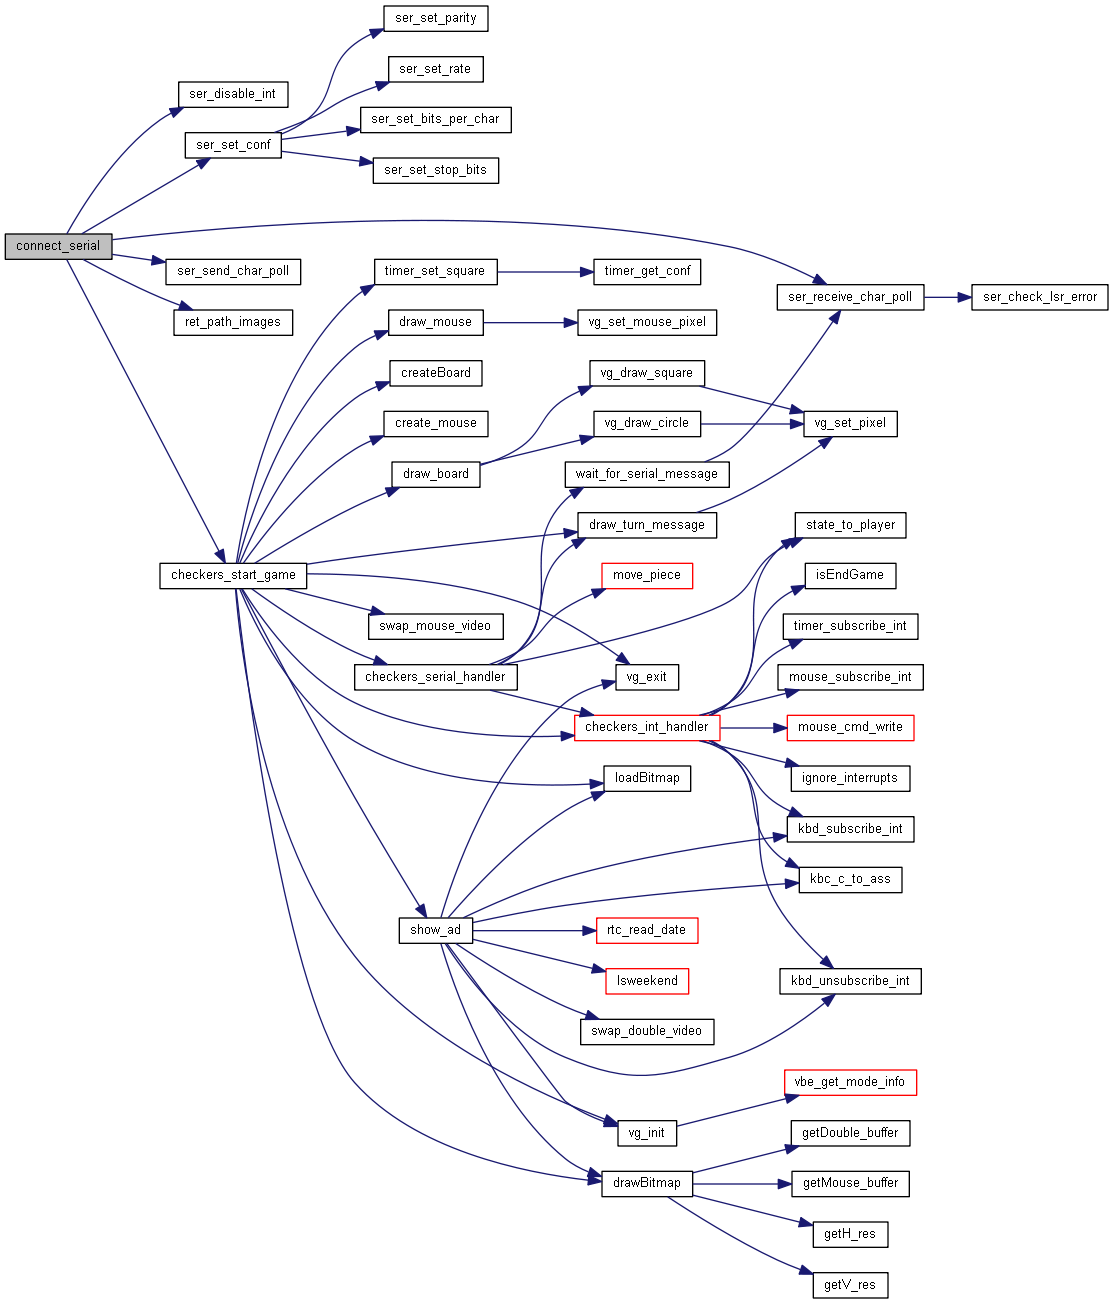 ser_set_parity
ser_set_rate
ser_disable_int
ser_set_bits_per_char
ser_set_conf
ser_set_stop_bits
connect_serial
ser_send_char_poll
timer_set_square
timer_get_conf
ser_receive_char_poll
ser_check_lsr_error
ret_path_images
draw_mouse
vg_set_mouse_pixel
createBoard
vg_draw_square
create_mouse
vg_draw_circle
vg_set_pixel
draw_board
wait_for_serial_message
draw_turn_message
state_to_player
checkers_start_game
move_piece
isEndGame
swap_mouse_video
timer_subscribe_int
checkers_serial_handler
vg_exit
mouse_subscribe_int
checkers_int_handler
mouse_cmd_write
loadBitmap
ignore_interrupts
kbd_subscribe_int
kbc_c_to_ass
show_ad
rtc_read_date
Isweekend
kbd_unsubscribe_int
swap_double_video
vbe_get_mode_info
vg_init
getDouble_buffer
drawBitmap
getMouse_buffer
getH_res
getV_res